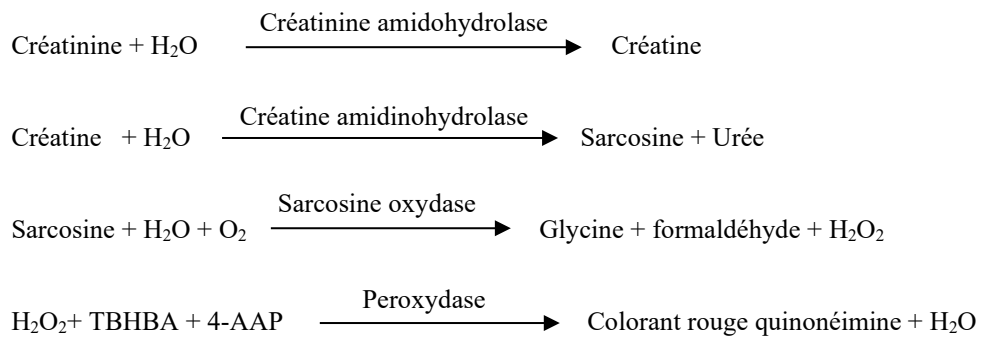 Créatinine amidohydrolase
Créatinine + H₂O Créatine
Créatine amidinohydrolase
Créatine + H₂O Sarcosine + Urée
Sarcosine oxydase
Sarcosine + H₂O + O₂ Glycine + formaldéhyde + H₂O₂
Peroxydase
H₂O₂+ TBHBA + 4-AAP Colorant rouge quinonéimine + H₂O